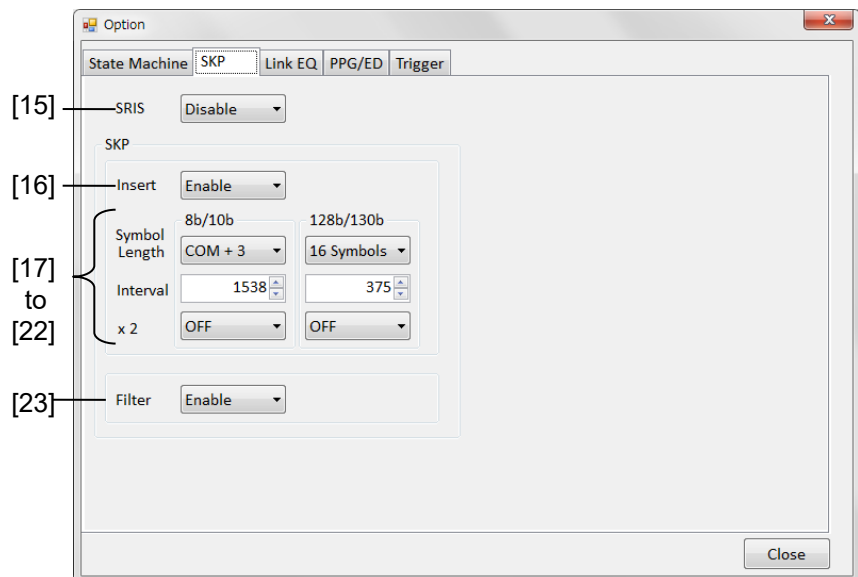 Option
State Machine SKP Link EQ PPG/ED Trigger
[15] SRIS Disable
SKP
[16] Insert Enable
8b/10b 128b/130b
Symbol
Length COM + 3 16 Symbols
[17]
to
[22]
Interval 1538 375
x 2 OFF OFF
[23] Filter Enable
Close